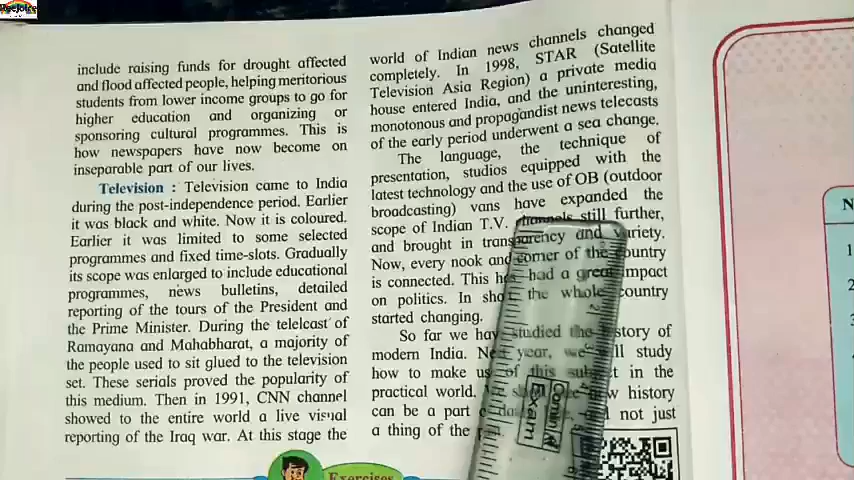 ReeJoice
include raising funds for drought affected
and flood affected people, helping meritorious
students from lower income groups to go for
higher education and organizing or
sponsoring cultural programmes. This is
how newspapers have now become on
inseparable part of our lives.
Television : Television came to India
during the post-independence period. Earlier
it was black and white. Now it is coloured.
Earlier it was limited to some selected
programmes and fixed time-slots. Gradually
its scope was enlarged to include educational
programmes, news bulletins, detailed
reporting of the tours of the President and
the Prime Minister. During the telelcast of
Ramayana and Mahabharat, a majority of
the people used to sit glued to the television
set. These serials proved the popularity of
this medium. Then in 1991, CNN channel
showed to the entire world a live visual
reporting of the Iraq war. At this stage the
world of Indian news channels changed
completely. In 1998, STAR (Satellite
Television Asia Region) a private media
house entered India, and the uninteresting,
monotonous and propagandist news telecasts
of the early period underwent a sea change.
The language, the technique of
presentation, studios equipped with the
latest technology and the use of OB (outdoor
broadcasting) vans have expanded the
scope of Indian T.V. channels still further,
and brought in transparency and variety.
Now, every nook and corner of the country
is connected. This has had a great impact
on politics. In short the whole country
started changing.
So far we have studied the history of
modern India. Next year, we will study
how to make use of this subject in the
practical world. history
can be a part not just
a thing of the
Exam
Exercises
N
1
2
3